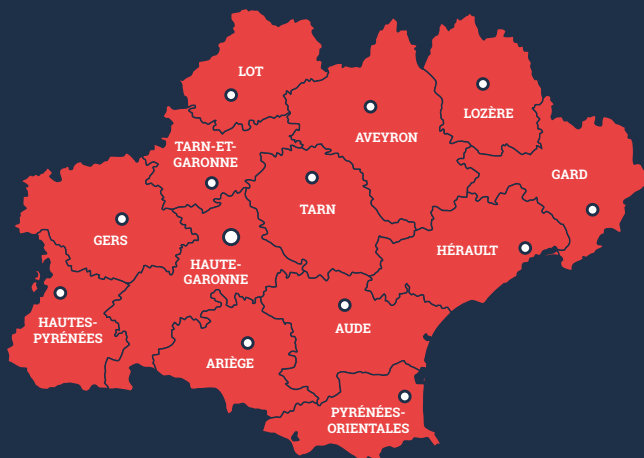 LOT
LOZÈRE
AVEYRON
TARN-ET-
GARONNE
GARD
TARN
GERS
HÉRAULT
HAUTE-
GARONNE
HAUTES-
PYRÉNÉES
AUDE
ARIÈGE
PYRÉNÉES-
ORIENTALES